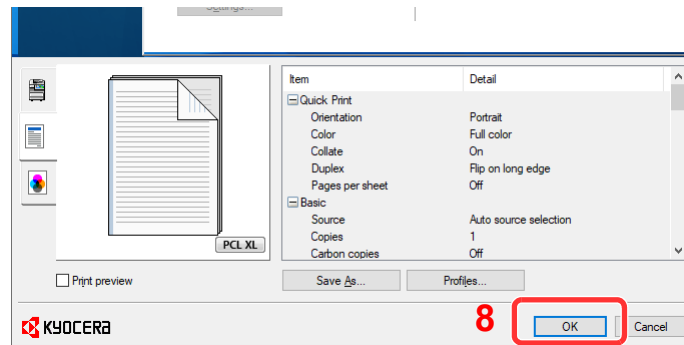 Settings...
Item Detail
Quick Print
Orientation Portrait
Color Full color
Collate On
Duplex Flip on long edge
Pages per sheet Off
Basic
Source Auto source selection
Copies 1
Carbon copies Off
PCL XL
Print preview Save As... Profiles...
KYOCERA 8 OK Cancel